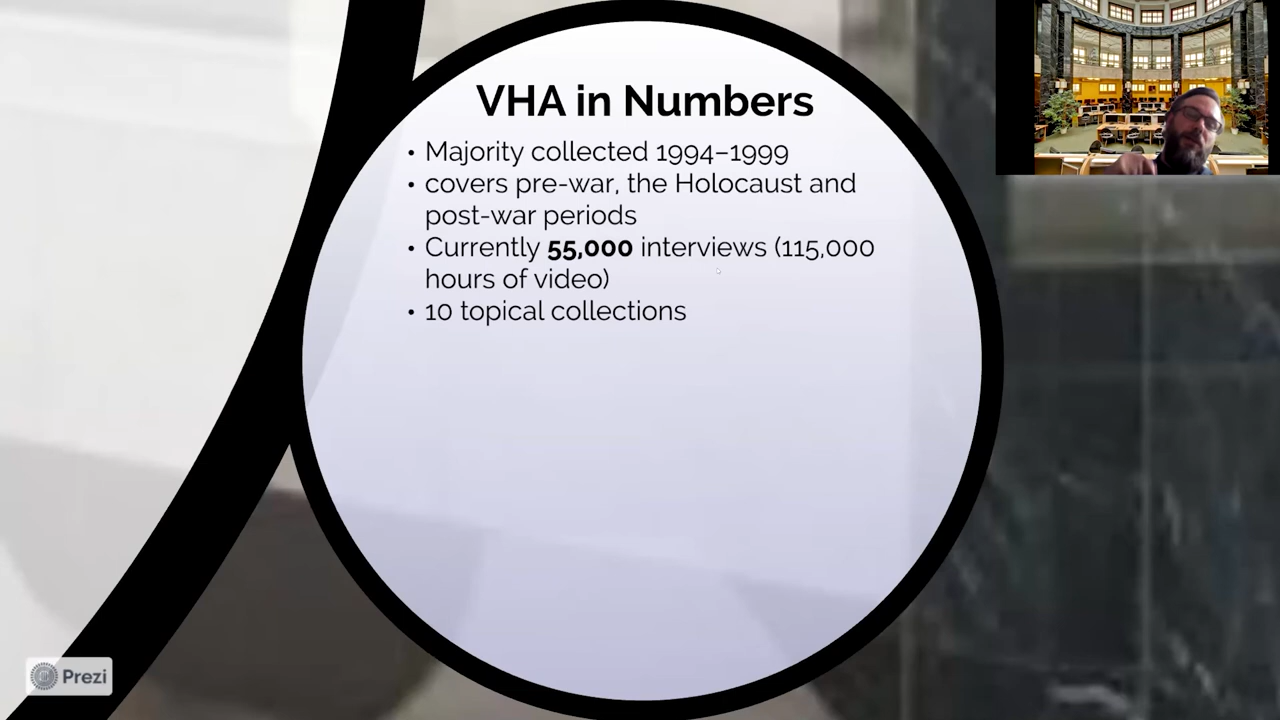 VHA in Numbers
• Majority collected 1994–1999
• covers pre-war, the Holocaust and
post-war periods
• Currently 55,000 interviews (115,000
hours of video)
• 10 topical collections
Prezi